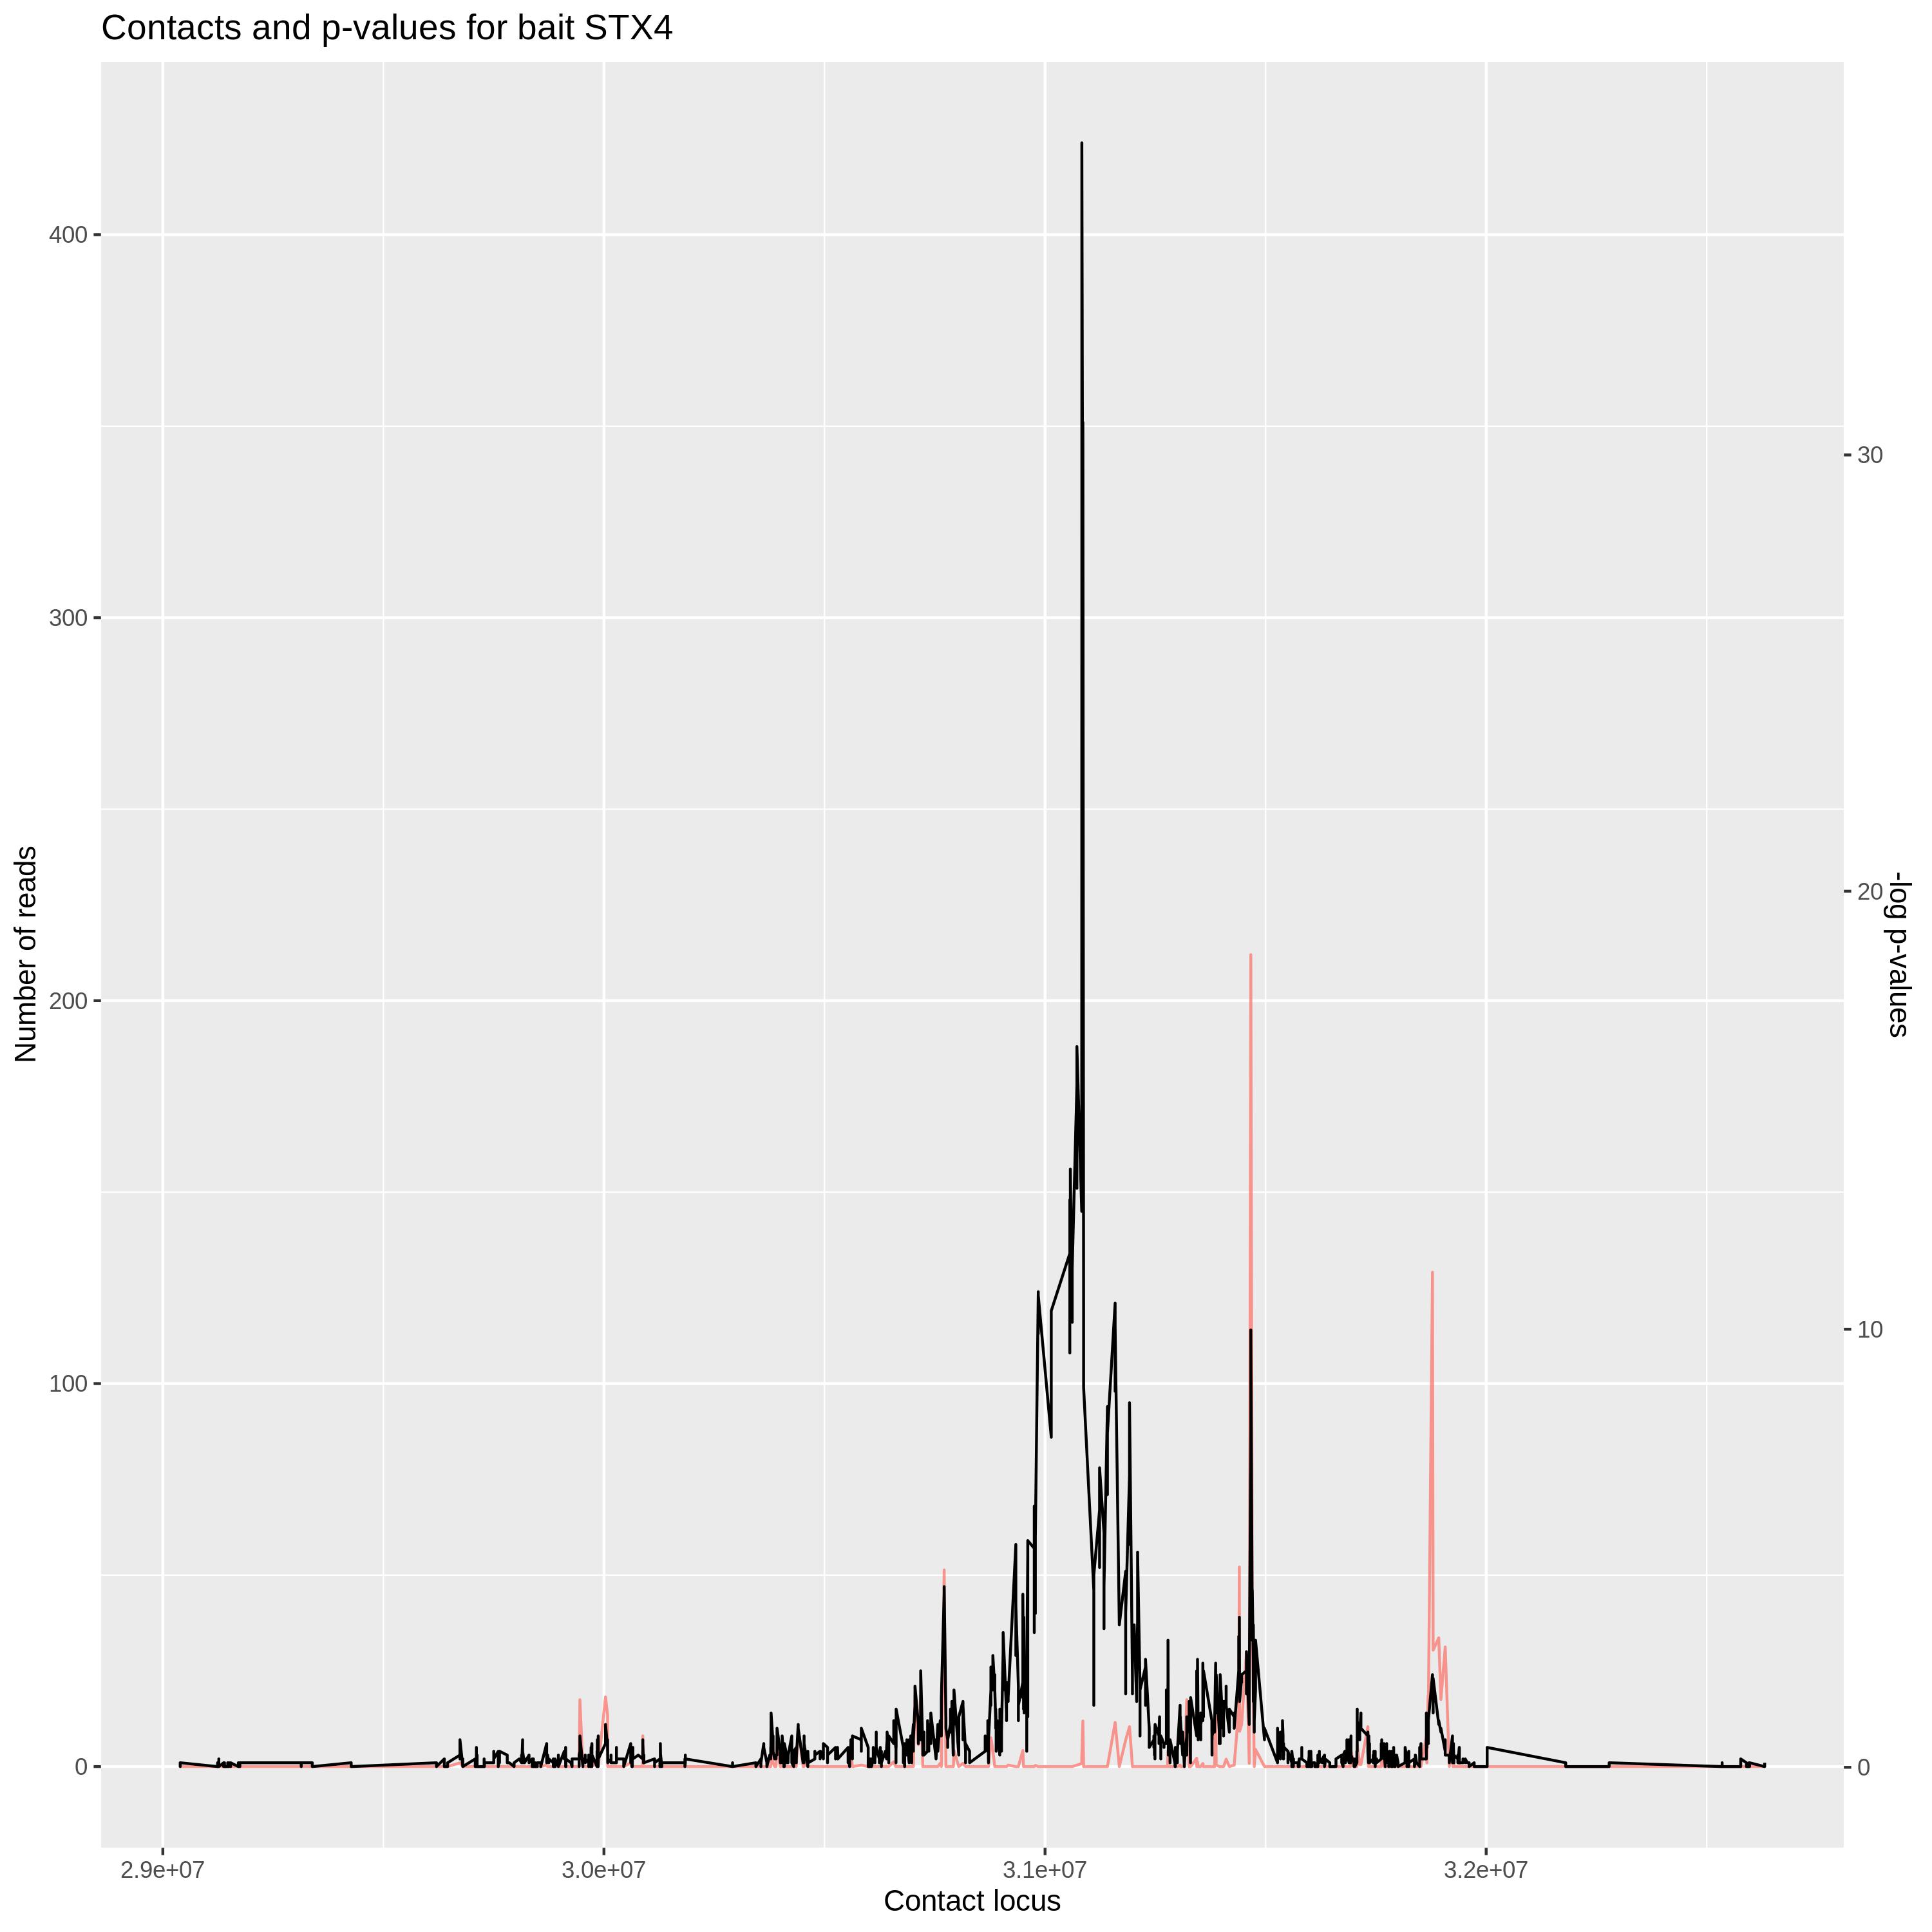 Contacts and p-values for bait STX4
Number of reads
400
300
200
100
0
30
20
10
0
-log p-values
2.9e+07 3.0e+07 3.1e+07 3.2e+07
Contact locus